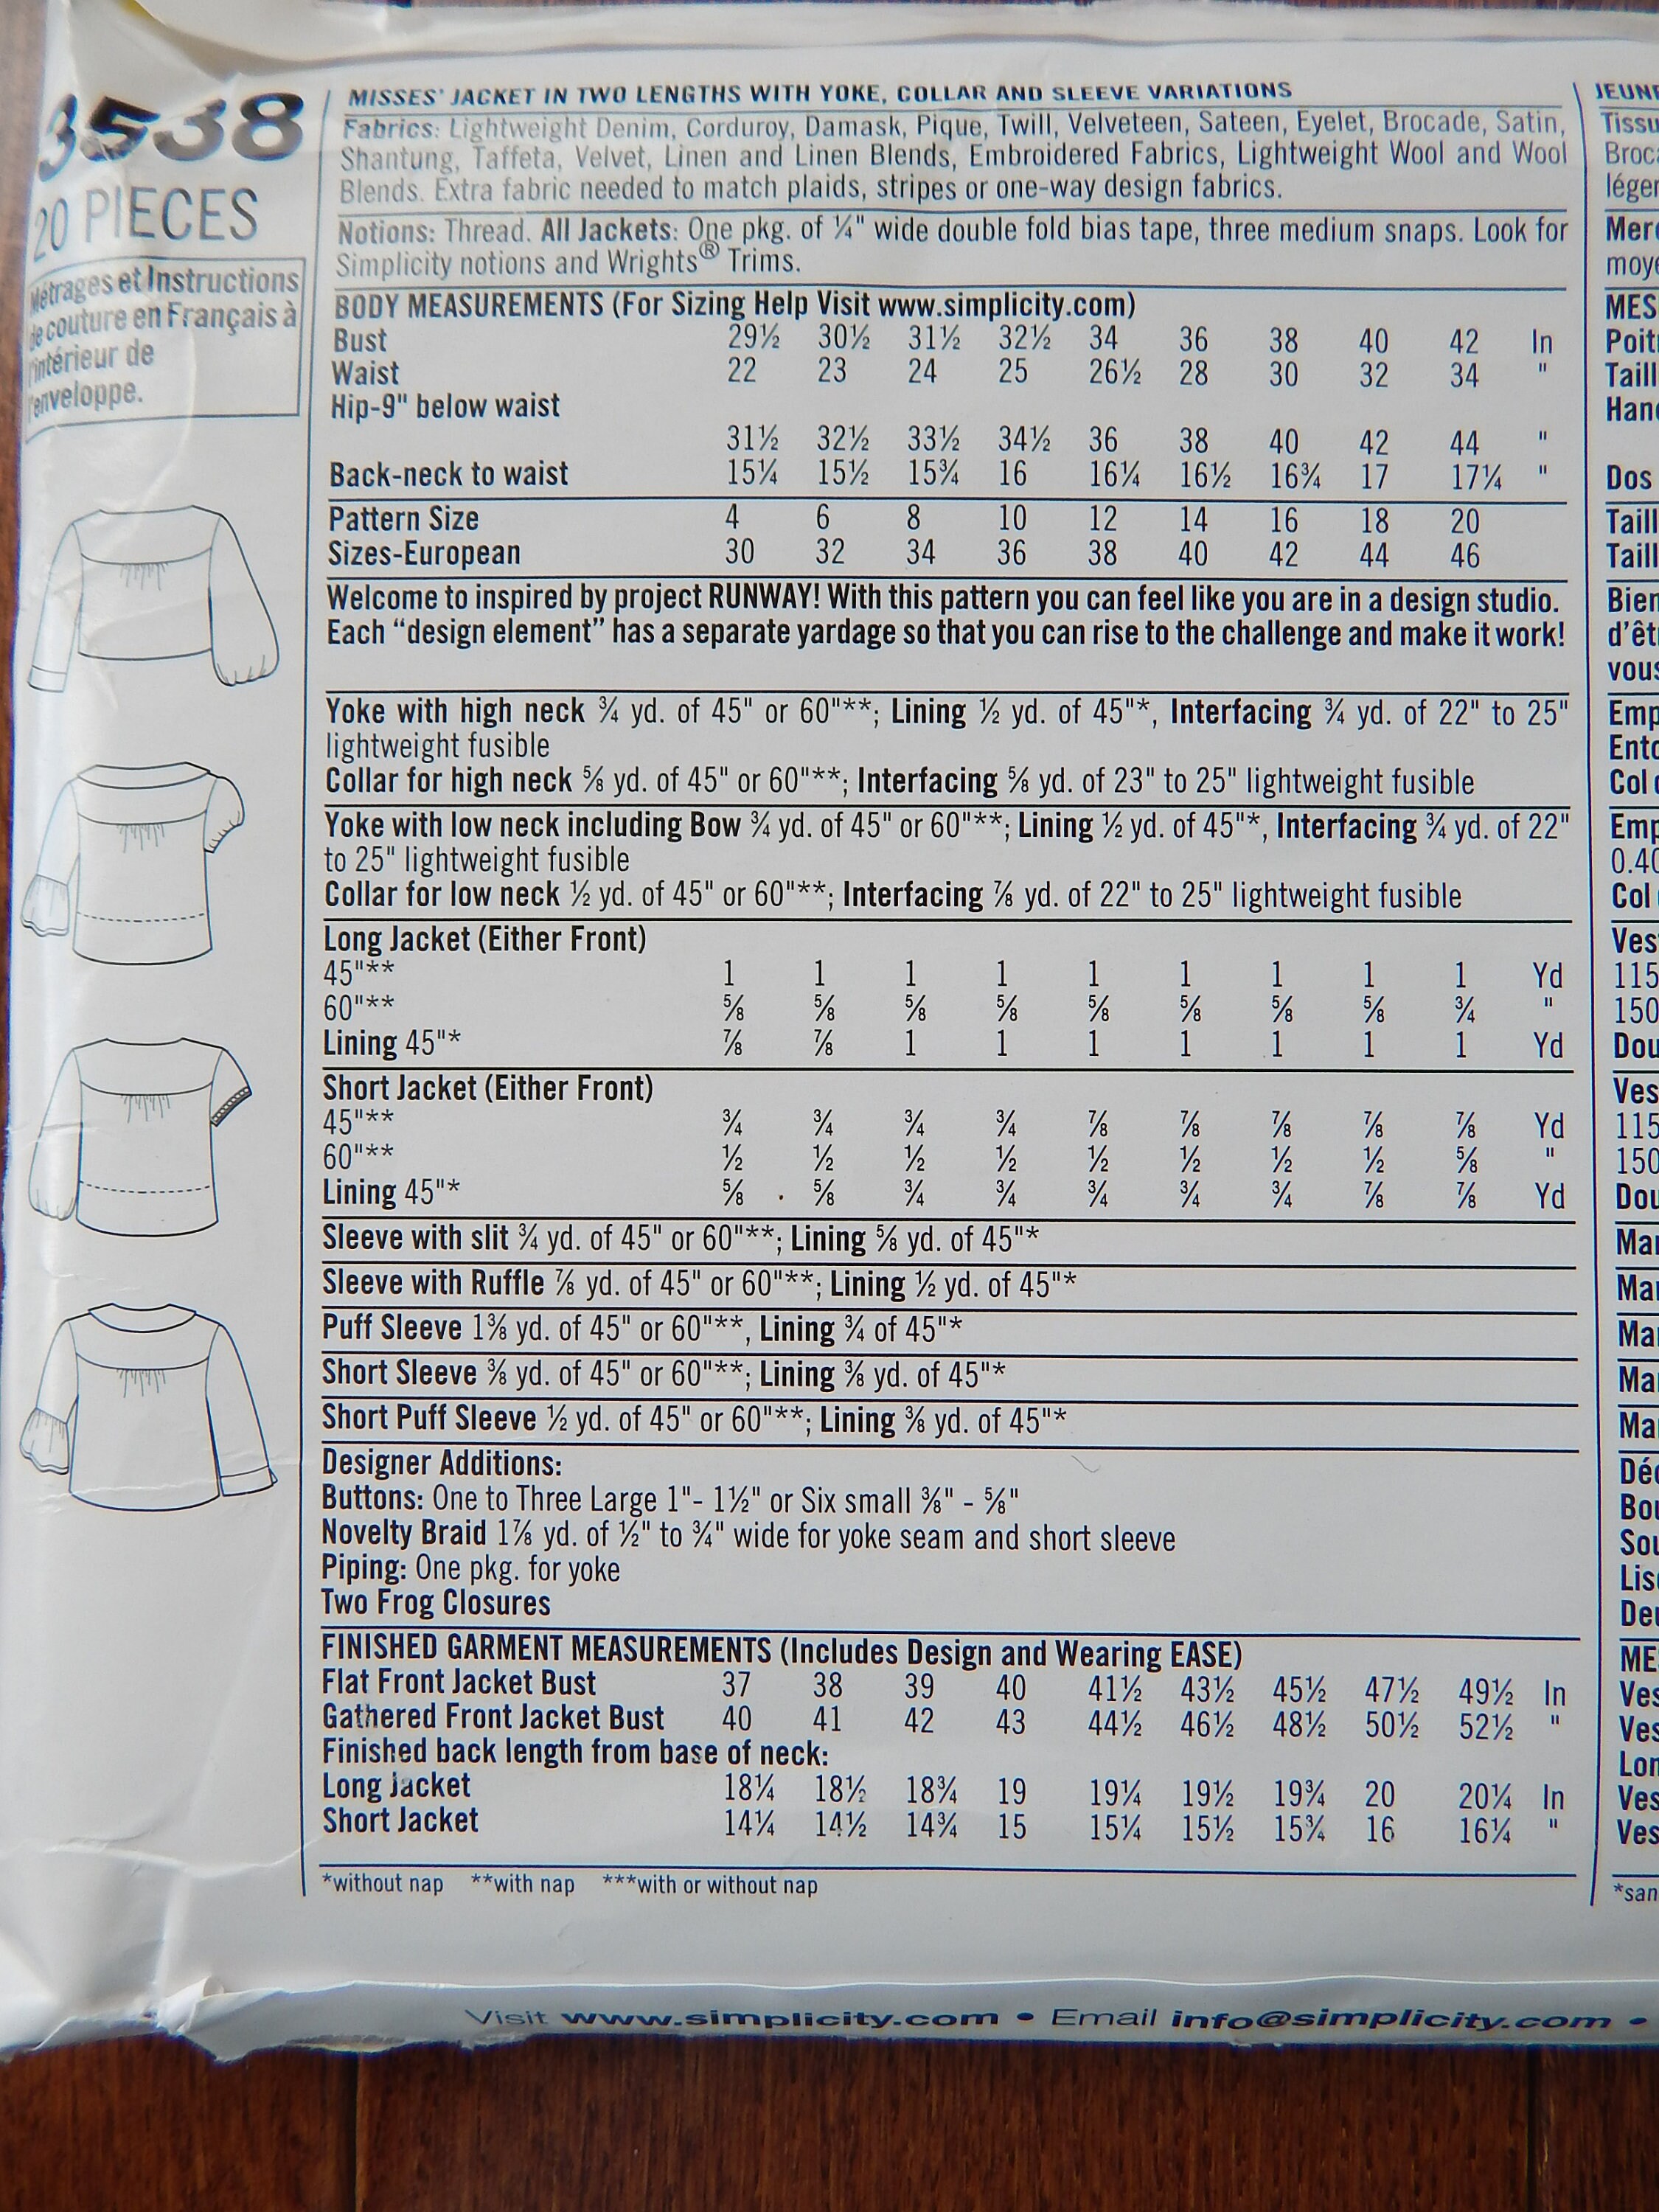 3538
20 PIECES
Métrages et Instructions
de couture en Français à
l'intérieur de
l'enveloppe.
MISSES' JACKET IN TWO LENGTHS WITH YOKE, COLLAR AND SLEEVE VARIATIONS
Fabrics: Lightweight Denim, Corduroy, Damask, Pique, Twill, Velveteen, Sateen, Eyelet, Brocade, Satin,
Shantung, Taffeta, Velvet, Linen and Linen Blends, Embroidered Fabrics, Lightweight Wool and Wool
Blends. Extra fabric needed to match plaids, stripes or one-way design fabrics.
Notions: Thread. All Jackets: One pkg. of ¼" wide double fold bias tape, three medium snaps. Look for
Simplicity notions and Wrights® Trims.
BODY MEASUREMENTS (For Sizing Help Visit www.simplicity.com)
Bust 29½ 30½ 31½ 32½ 34 36 38 40 42 In
Waist 22 23 24 25 26½ 28 30 32 34 "
Hip-9" below waist
31½ 32½ 33½ 34½ 36 38 40 42 44 "
Back-neck to waist 15¼ 15½ 15¾ 16 16¼ 16½ 16¾ 17 17¼ "
Pattern Size 4 6 8 10 12 14 16 18 20
Sizes-European 30 32 34 36 38 40 42 44 46
Welcome to inspired by project RUNWAY! With this pattern you can feel like you are in a design studio.
Each “design element” has a separate yardage so that you can rise to the challenge and make it work!
Yoke with high neck ¾ yd. of 45" or 60"**; Lining ½ yd. of 45"*, Interfacing ¾ yd. of 22" to 25"
lightweight fusible
Collar for high neck ⅝ yd. of 45" or 60"**; Interfacing ⅝ yd. of 23" to 25" lightweight fusible
Yoke with low neck including Bow ¾ yd. of 45" or 60"**; Lining ½ yd. of 45"*, Interfacing ¾ yd. of 22"
to 25" lightweight fusible
Collar for low neck ½ yd. of 45" or 60"**; Interfacing ⅞ yd. of 22" to 25" lightweight fusible
Long Jacket (Either Front)
45"** 1 1 1 1 1 1 1 1 1 Yd
60"** ⅝ ⅝ ⅝ ⅝ ⅝ ⅝ ⅝ ⅝ ¾ "
Lining 45"* ⅞ ⅞ 1 1 1 1 1 1 1 Yd
Short Jacket (Either Front)
45"** ¾ ¾ ¾ ¾ ⅞ ⅞ ⅞ ⅞ ⅞ Yd
60"** ½ ½ ½ ½ ½ ½ ½ ½ ⅝ "
Lining 45"* ⅝ ⅝ ¾ ¾ ¾ ¾ ¾ ⅞ ⅞ Yd
Sleeve with slit ¾ yd. of 45" or 60"**; Lining ⅝ yd. of 45"*
Sleeve with Ruffle ⅞ yd. of 45" or 60"**; Lining ½ yd. of 45"*
Puff Sleeve 1⅜ yd. of 45" or 60"**, Lining ¾ of 45"*
Short Sleeve ⅜ yd. of 45" or 60"**; Lining ⅜ yd. of 45"*
Short Puff Sleeve ½ yd. of 45" or 60"**; Lining ⅜ yd. of 45"*
Designer Additions:
Buttons: One to Three Large 1"- 1½" or Six small ⅜" - ⅝"
Novelty Braid 1⅞ yd. of ½" to ¾" wide for yoke seam and short sleeve
Piping: One pkg. for yoke
Two Frog Closures
FINISHED GARMENT MEASUREMENTS (Includes Design and Wearing EASE)
Flat Front Jacket Bust 37 38 39 40 41½ 43½ 45½ 47½ 49½ In
Gathered Front Jacket Bust 40 41 42 43 44½ 46½ 48½ 50½ 52½ "
Finished back length from base of neck:
Long Jacket 18¼ 18½ 18¾ 19 19¼ 19½ 19¾ 20 20¼ In
Short Jacket 14¼ 14½ 14¾ 15 15¼ 15½ 15¾ 16 16¼ "
*without nap **with nap ***with or without nap
Visit www.simplicity.com • Email info@simplicity.com •